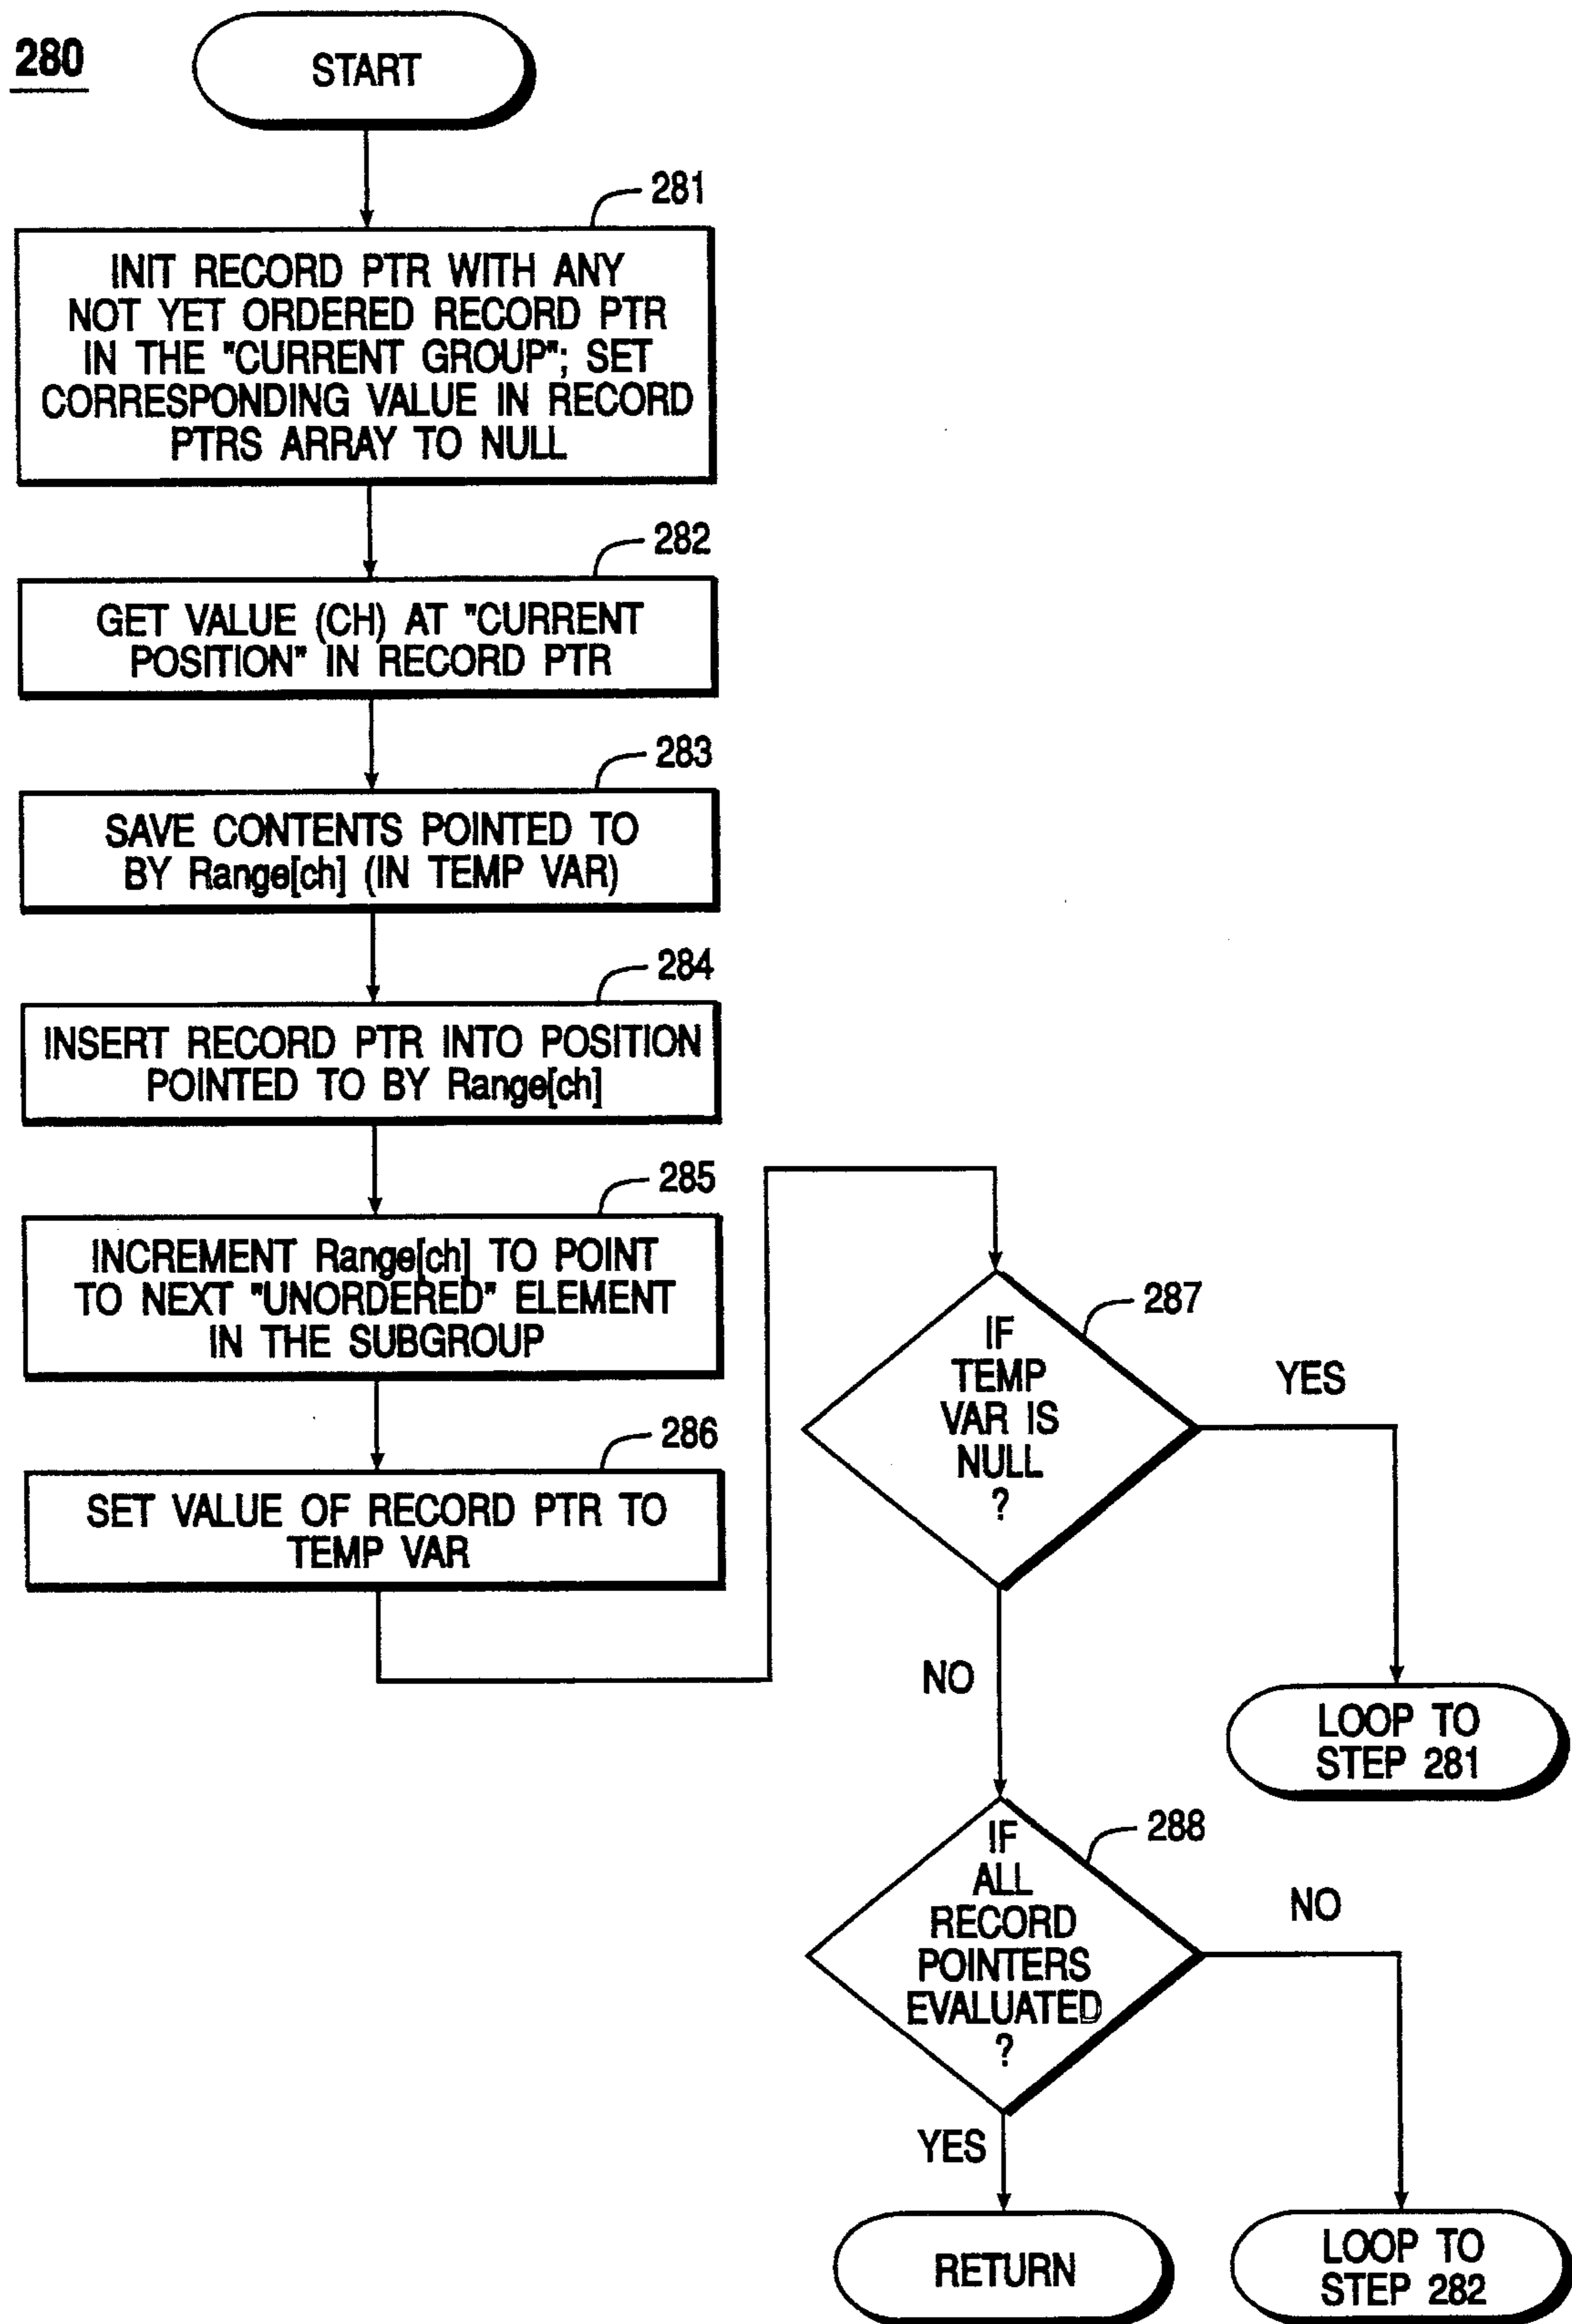 280
START
281
INIT RECORD PTR WITH ANY
NOT YET ORDERED RECORD PTR
IN THE "CURRENT GROUP"; SET
CORRESPONDING VALUE IN RECORD
PTRS ARRAY TO NULL
282
GET VALUE (CH) AT "CURRENT
POSITION" IN RECORD PTR
283
SAVE CONTENTS POINTED TO
BY Range[ch] (IN TEMP VAR)
284
INSERT RECORD PTR INTO POSITION
POINTED TO BY Range[ch]
285
INCREMENT Range[ch] TO POINT
TO NEXT "UNORDERED" ELEMENT
IN THE SUBGROUP
286
SET VALUE OF RECORD PTR TO
TEMP VAR
287
IF
TEMP
VAR IS
NULL
?
YES
NO
LOOP TO
STEP 281
288
IF
ALL
RECORD
POINTERS
EVALUATED
?
NO
YES
RETURN
LOOP TO
STEP 282